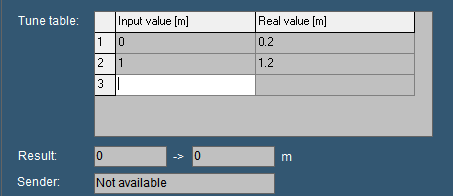 Tune table:
Input value [m] Real value [m]
1 0 0.2
2 1 1.2
3
Result: 0 -> 0 m
Sender: Not available